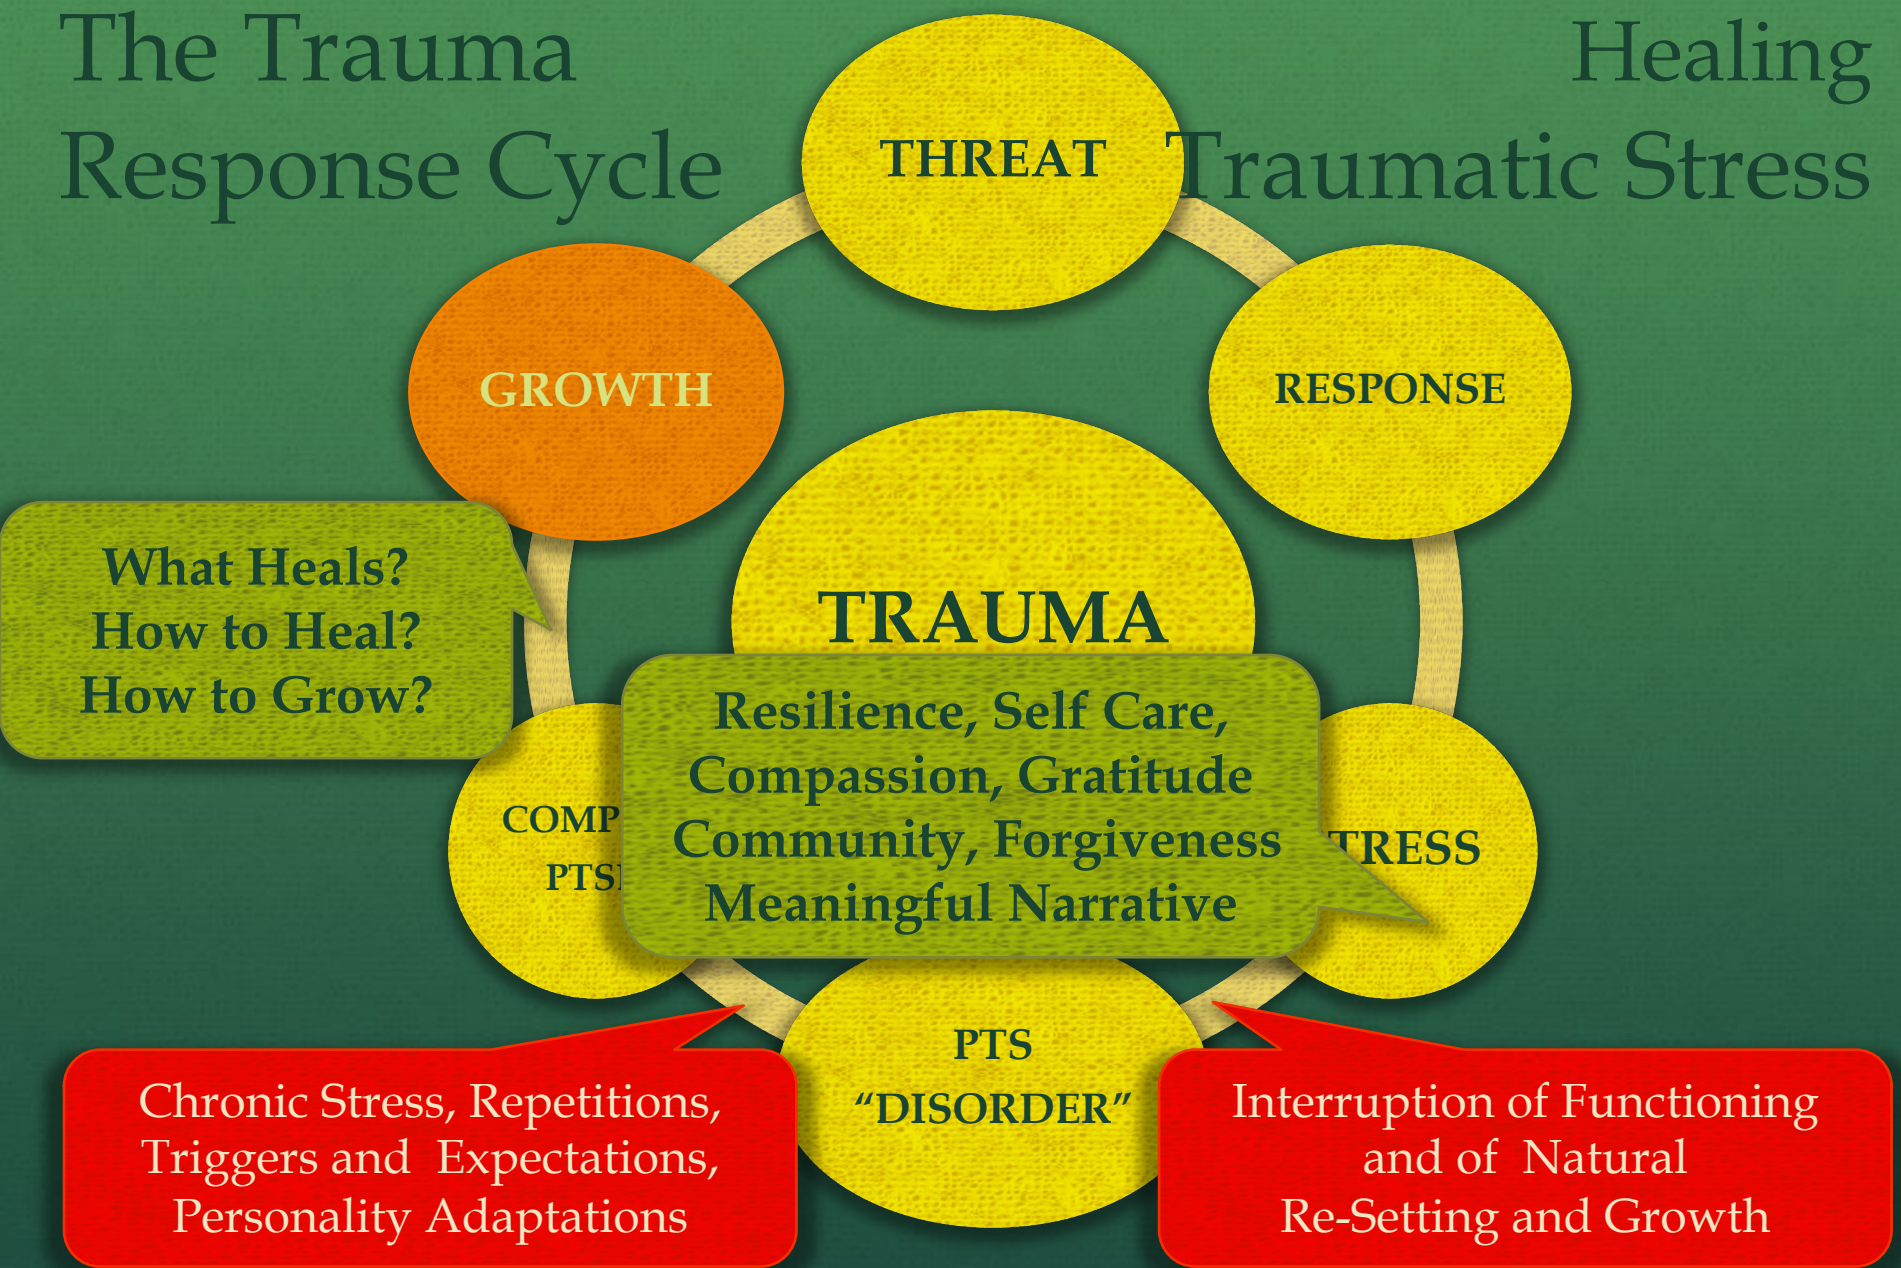 The Trauma
Response Cycle
Healing
Traumatic Stress
THREAT
RESPONSE
GROWTH
TRAUMA
What Heals?
How to Heal?
How to Grow?
Resilience, Self Care,
Compassion, Gratitude
Community, Forgiveness
Meaningful Narrative
COMP
PTS
TRESS
PTS
“DISORDER”
Chronic Stress, Repetitions,
Triggers and Expectations,
Personality Adaptations
Interruption of Functioning
and of Natural
Re-Setting and Growth